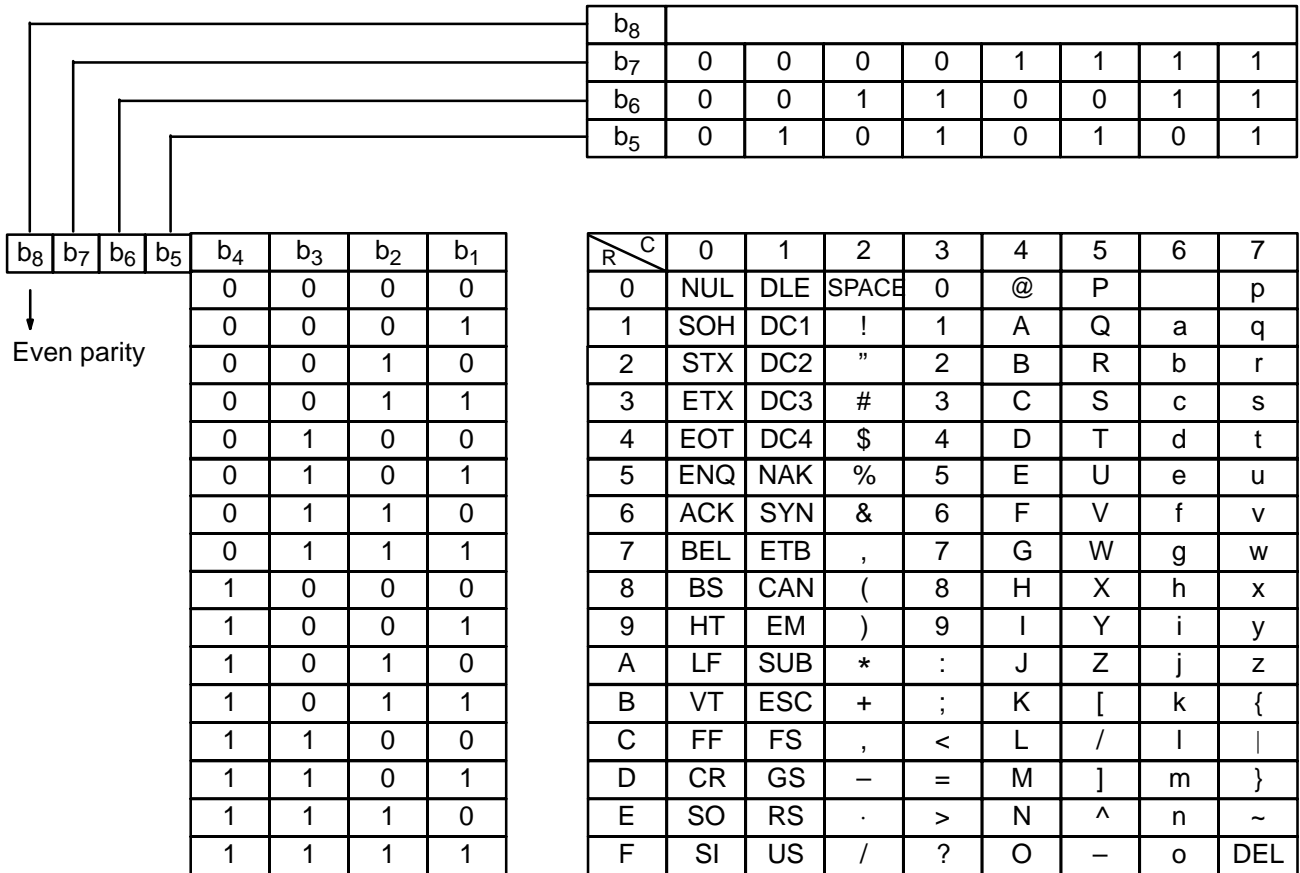 b8
b7 0 0 0 0 1 1 1 1
b6 0 0 1 1 0 0 1 1
b5 0 1 0 1 0 1 0 1
b8 b7 b6 b5 b4 b3 b2 b1 R C 0 1 2 3 4 5 6 7
0 0 0 0 0 NUL DLE SPACE 0 @ P p
0 0 0 1 1 SOH DC1 ! 1 A Q a q
Even parity
0 0 1 0 2 STX DC2 ” 2 B R b r
0 0 1 1 3 ETX DC3 # 3 C S c s
0 1 0 0 4 EOT DC4 $ 4 D T d t
0 1 0 1 5 ENQ NAK % 5 E U e u
0 1 1 0 6 ACK SYN & 6 F V f v
0 1 1 1 7 BEL ETB , 7 G W g w
1 0 0 0 8 BS CAN ( 8 H X h x
1 0 0 1 9 HT EM ) 9 I Y i y
1 0 1 0 A LF SUB * : J Z j z
1 0 1 1 B VT ESC + ; K [ k {
1 1 0 0 C FF FS , < L / l |
1 1 0 1 D CR GS – = M ] m }
1 1 1 0 E SO RS · > N ^ n ~
1 1 1 1 F SI US / ? O – o DEL